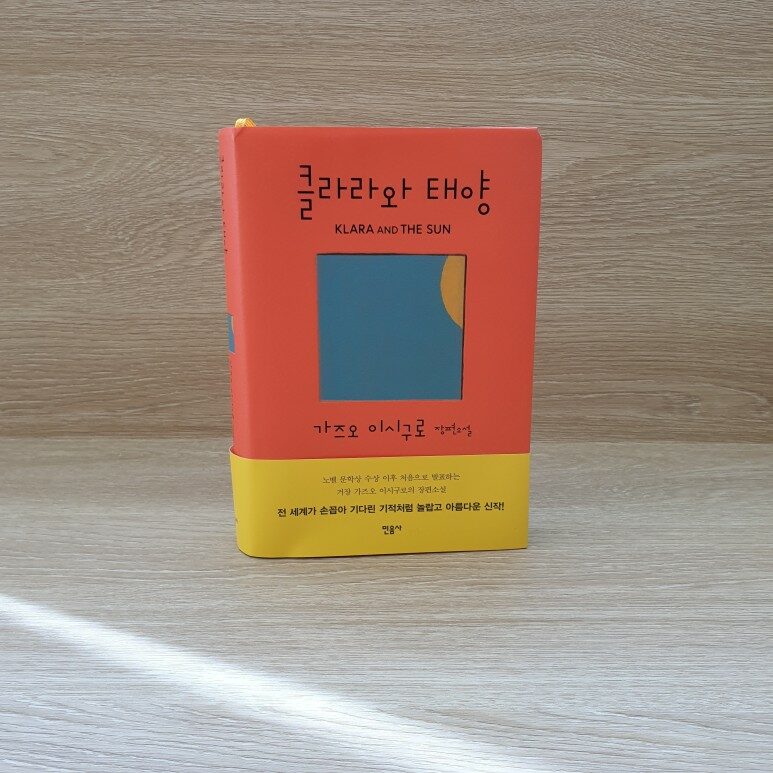 클라라와 태양
KLARA AND THE SUN
가즈오 이시구로 장편소설
노벨 문학상 수상 이후 처음으로 발표하는
거장 가즈오 이시구로의 장편소설
전 세계가 손꼽아 기다린 기적처럼 놀랍고 아름다운 신작!
민음사